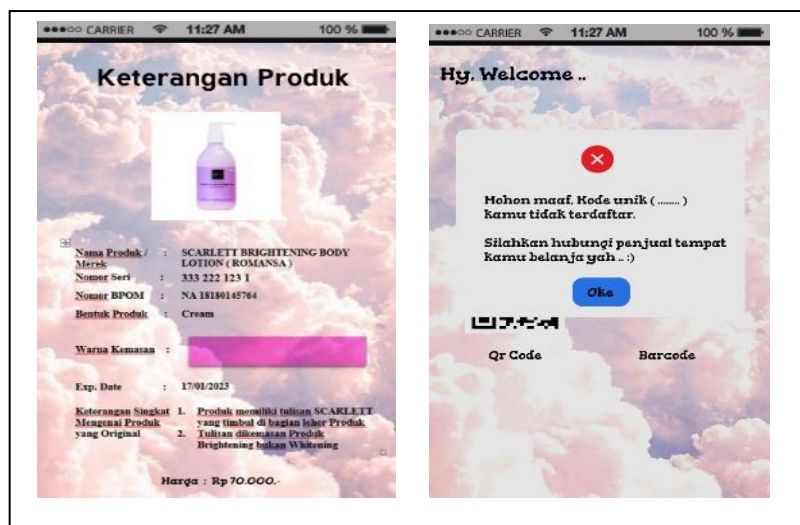 ●●●○○ CARRIER 11:27 AM 100 %
Keterangan Produk
Nama Produk / : SCARLETT BRIGHTENING BODY
Merek LOTION ( ROMANSA )
Nomor Seri : 333 222 123 1
Nomor BPOM : NA 18180145764
Bentuk Produk : Cream
Warna Kemasan :
Exp. Date : 17/01/2023
Keterangan Singkat 1. Produk memiliki tulisan SCARLETT
Mengenai Produk yang timbul di bagian leher Produk
yang Original 2. Tulisan dikemasan Produk
Brightening bukan Whitening
Harga : Rp 70.000,-
●●●○○ CARRIER 11:27 AM 100 %
Hy, Welcome ..
Mohon maaf, Kode unik ( ........ )
kamu tidak terdaftar.
Silahkan hubungi penjual tempat
kamu belanja yah .. :)
Oke
Qr Code Barcode